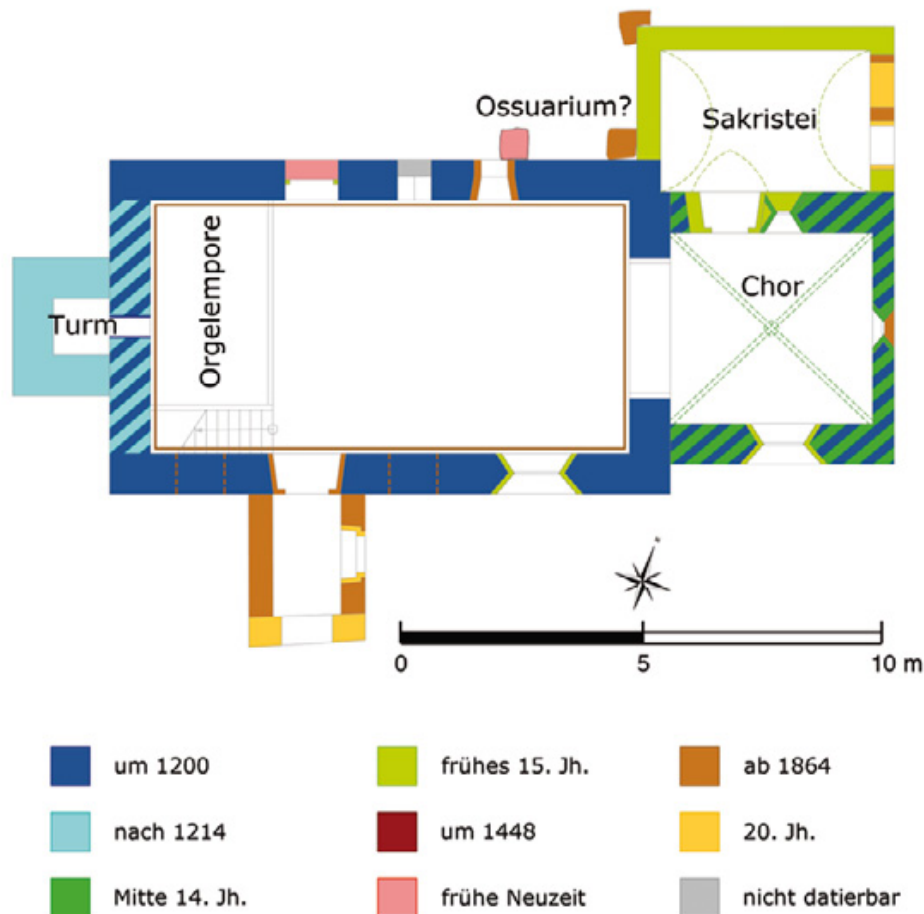 Ossuarium?
Sakristei
Orgelempore
Chor
Turm
0 5 10 m
um 1200
frühes 15. Jh.
ab 1864
nach 1214
um 1448
20. Jh.
Mitte 14. Jh.
frühe Neuzeit
nicht datierbar